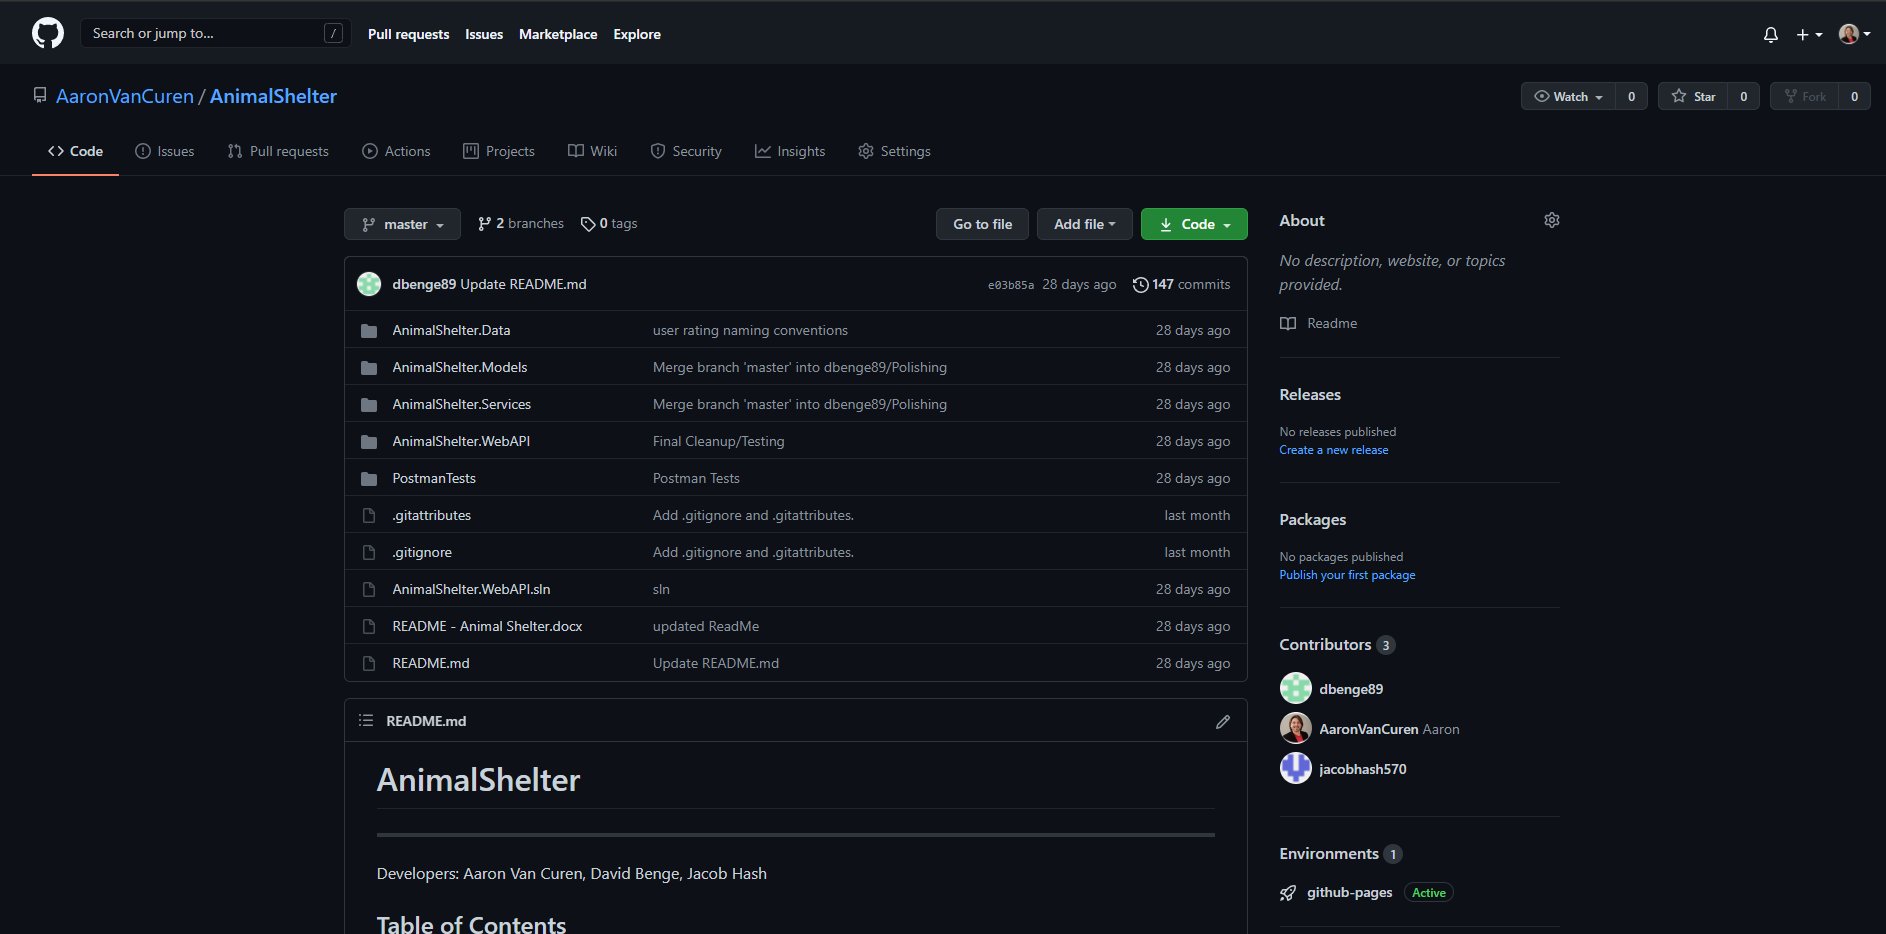 Search or jump to... /
Pull requests Issues Marketplace Explore
AaronVanCuren / AnimalShelter
Watch 0 Star 0 Fork 0
Code Issues Pull requests Actions Projects Wiki Security Insights Settings
master 2 branches 0 tags Go to file Add file Code
dbenge89 Update README.md e03b85a 28 days ago 147 commits
AnimalShelter.Data user rating naming conventions 28 days ago
AnimalShelter.Models Merge branch 'master' into dbenge89/Polishing 28 days ago
AnimalShelter.Services Merge branch 'master' into dbenge89/Polishing 28 days ago
AnimalShelter.WebAPI Final Cleanup/Testing 28 days ago
PostmanTests Postman Tests 28 days ago
.gitattributes Add .gitignore and .gitattributes. last month
.gitignore Add .gitignore and .gitattributes. last month
AnimalShelter.WebAPI.sln sln 28 days ago
README - Animal Shelter.docx updated ReadMe 28 days ago
README.md Update README.md 28 days ago
README.md
AnimalShelter
Developers: Aaron Van Curen, David Benge, Jacob Hash
Table of Contents
About
No description, website, or topics
provided.
Readme
Releases
No releases published
Create a new release
Packages
No packages published
Publish your first package
Contributors 3
dbenge89
AaronVanCuren Aaron
jacobhash570
Environments 1
github-pages Active